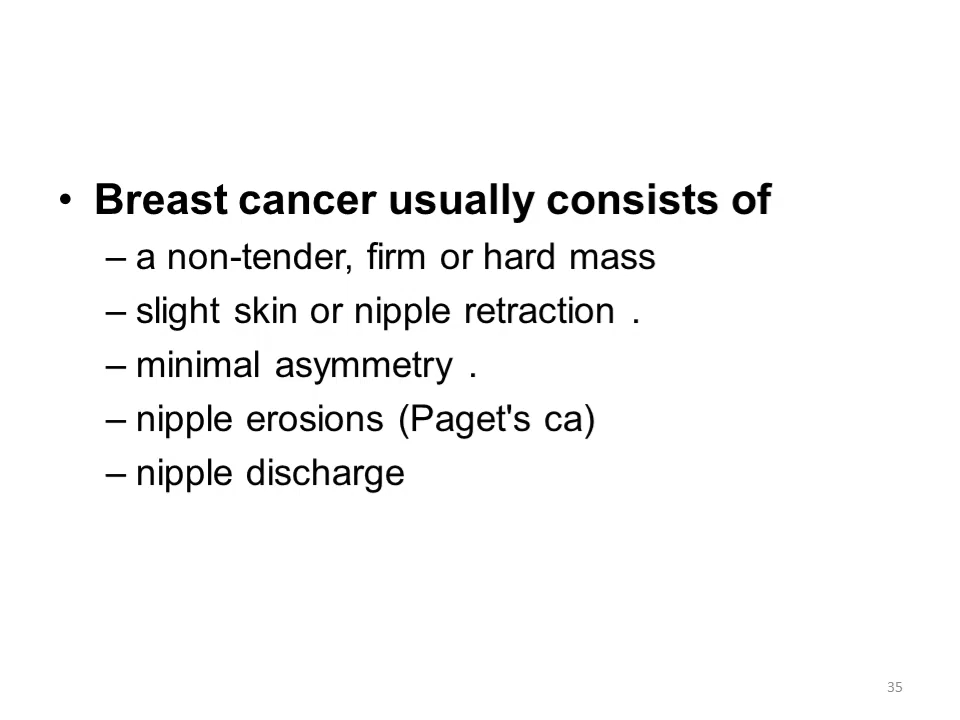 • Breast cancer usually consists of
– a non-tender, firm or hard mass
– slight skin or nipple retraction .
– minimal asymmetry .
– nipple erosions (Paget's ca)
– nipple discharge
35